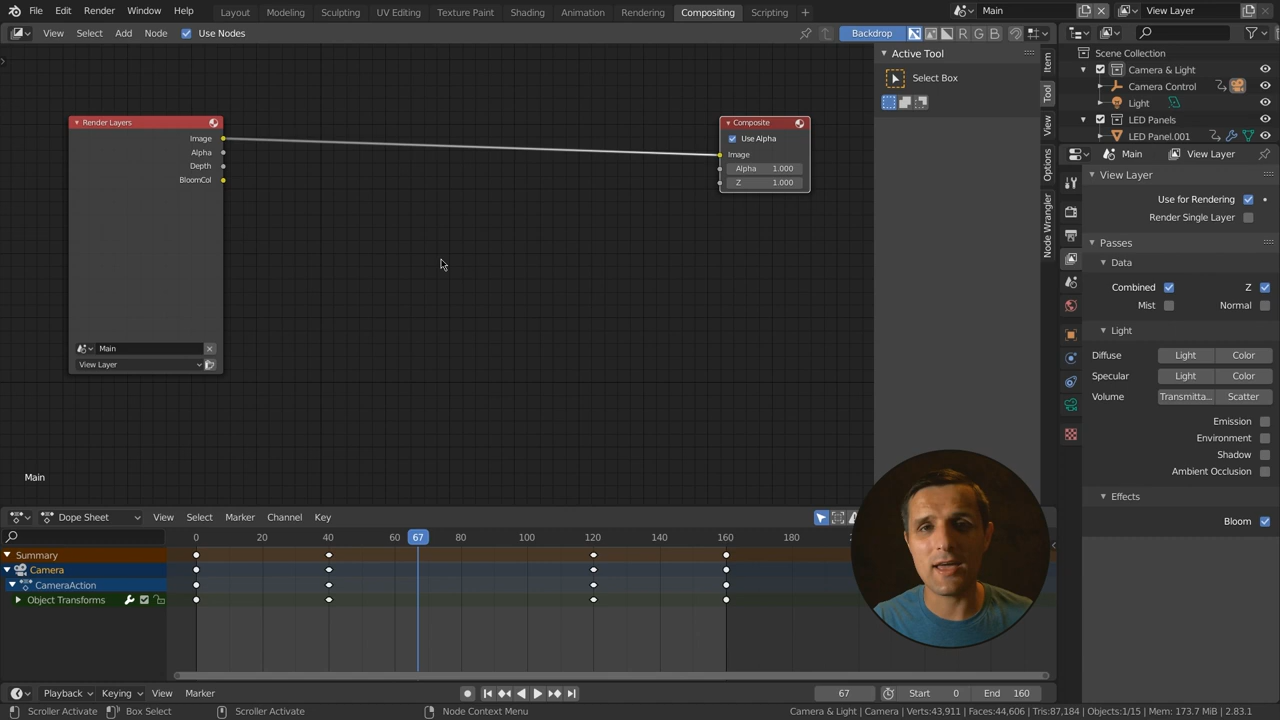 File Edit Render Window Help Layout Modeling Sculpting UV Editing Texture Paint Shading Animation Rendering Compositing Scripting + Main View Layer
View Select Add Node Use Nodes Backdrop R G B
Active Tool
Select Box
Item
Tool
View
Options
Node Wrangler
Render Layers
Image
Alpha
Depth
BloomCol
Main
View Layer
Composite
Use Alpha
Image
Alpha 1.000
Z 1.000
Main
Scene Collection
Camera & Light
Camera Control
Light
LED Panels
LED Panel.001
Main View Layer
View Layer
Use for Rendering
Render Single Layer
Passes
Data
Combined Z
Mist Normal
Light
Diffuse Light Color
Specular Light Color
Volume Transmitta... Scatter
Emission
Environment
Shadow
Ambient Occlusion
Effects
Bloom
Dope Sheet View Select Marker Channel Key
0 20 40 60 67 80 100 120 140 160 180
Summary
Camera
CameraAction
Object Transforms
Playback Keying View Marker 67 Start 0 End 160
Scroller Activate Box Select Scroller Activate Node Context Menu Camera & Light | Camera | Verts:43,911 | Faces:44,606 | Tris:87,184 | Objects:1/15 | Mem: 173.7 MiB | 2.83.1